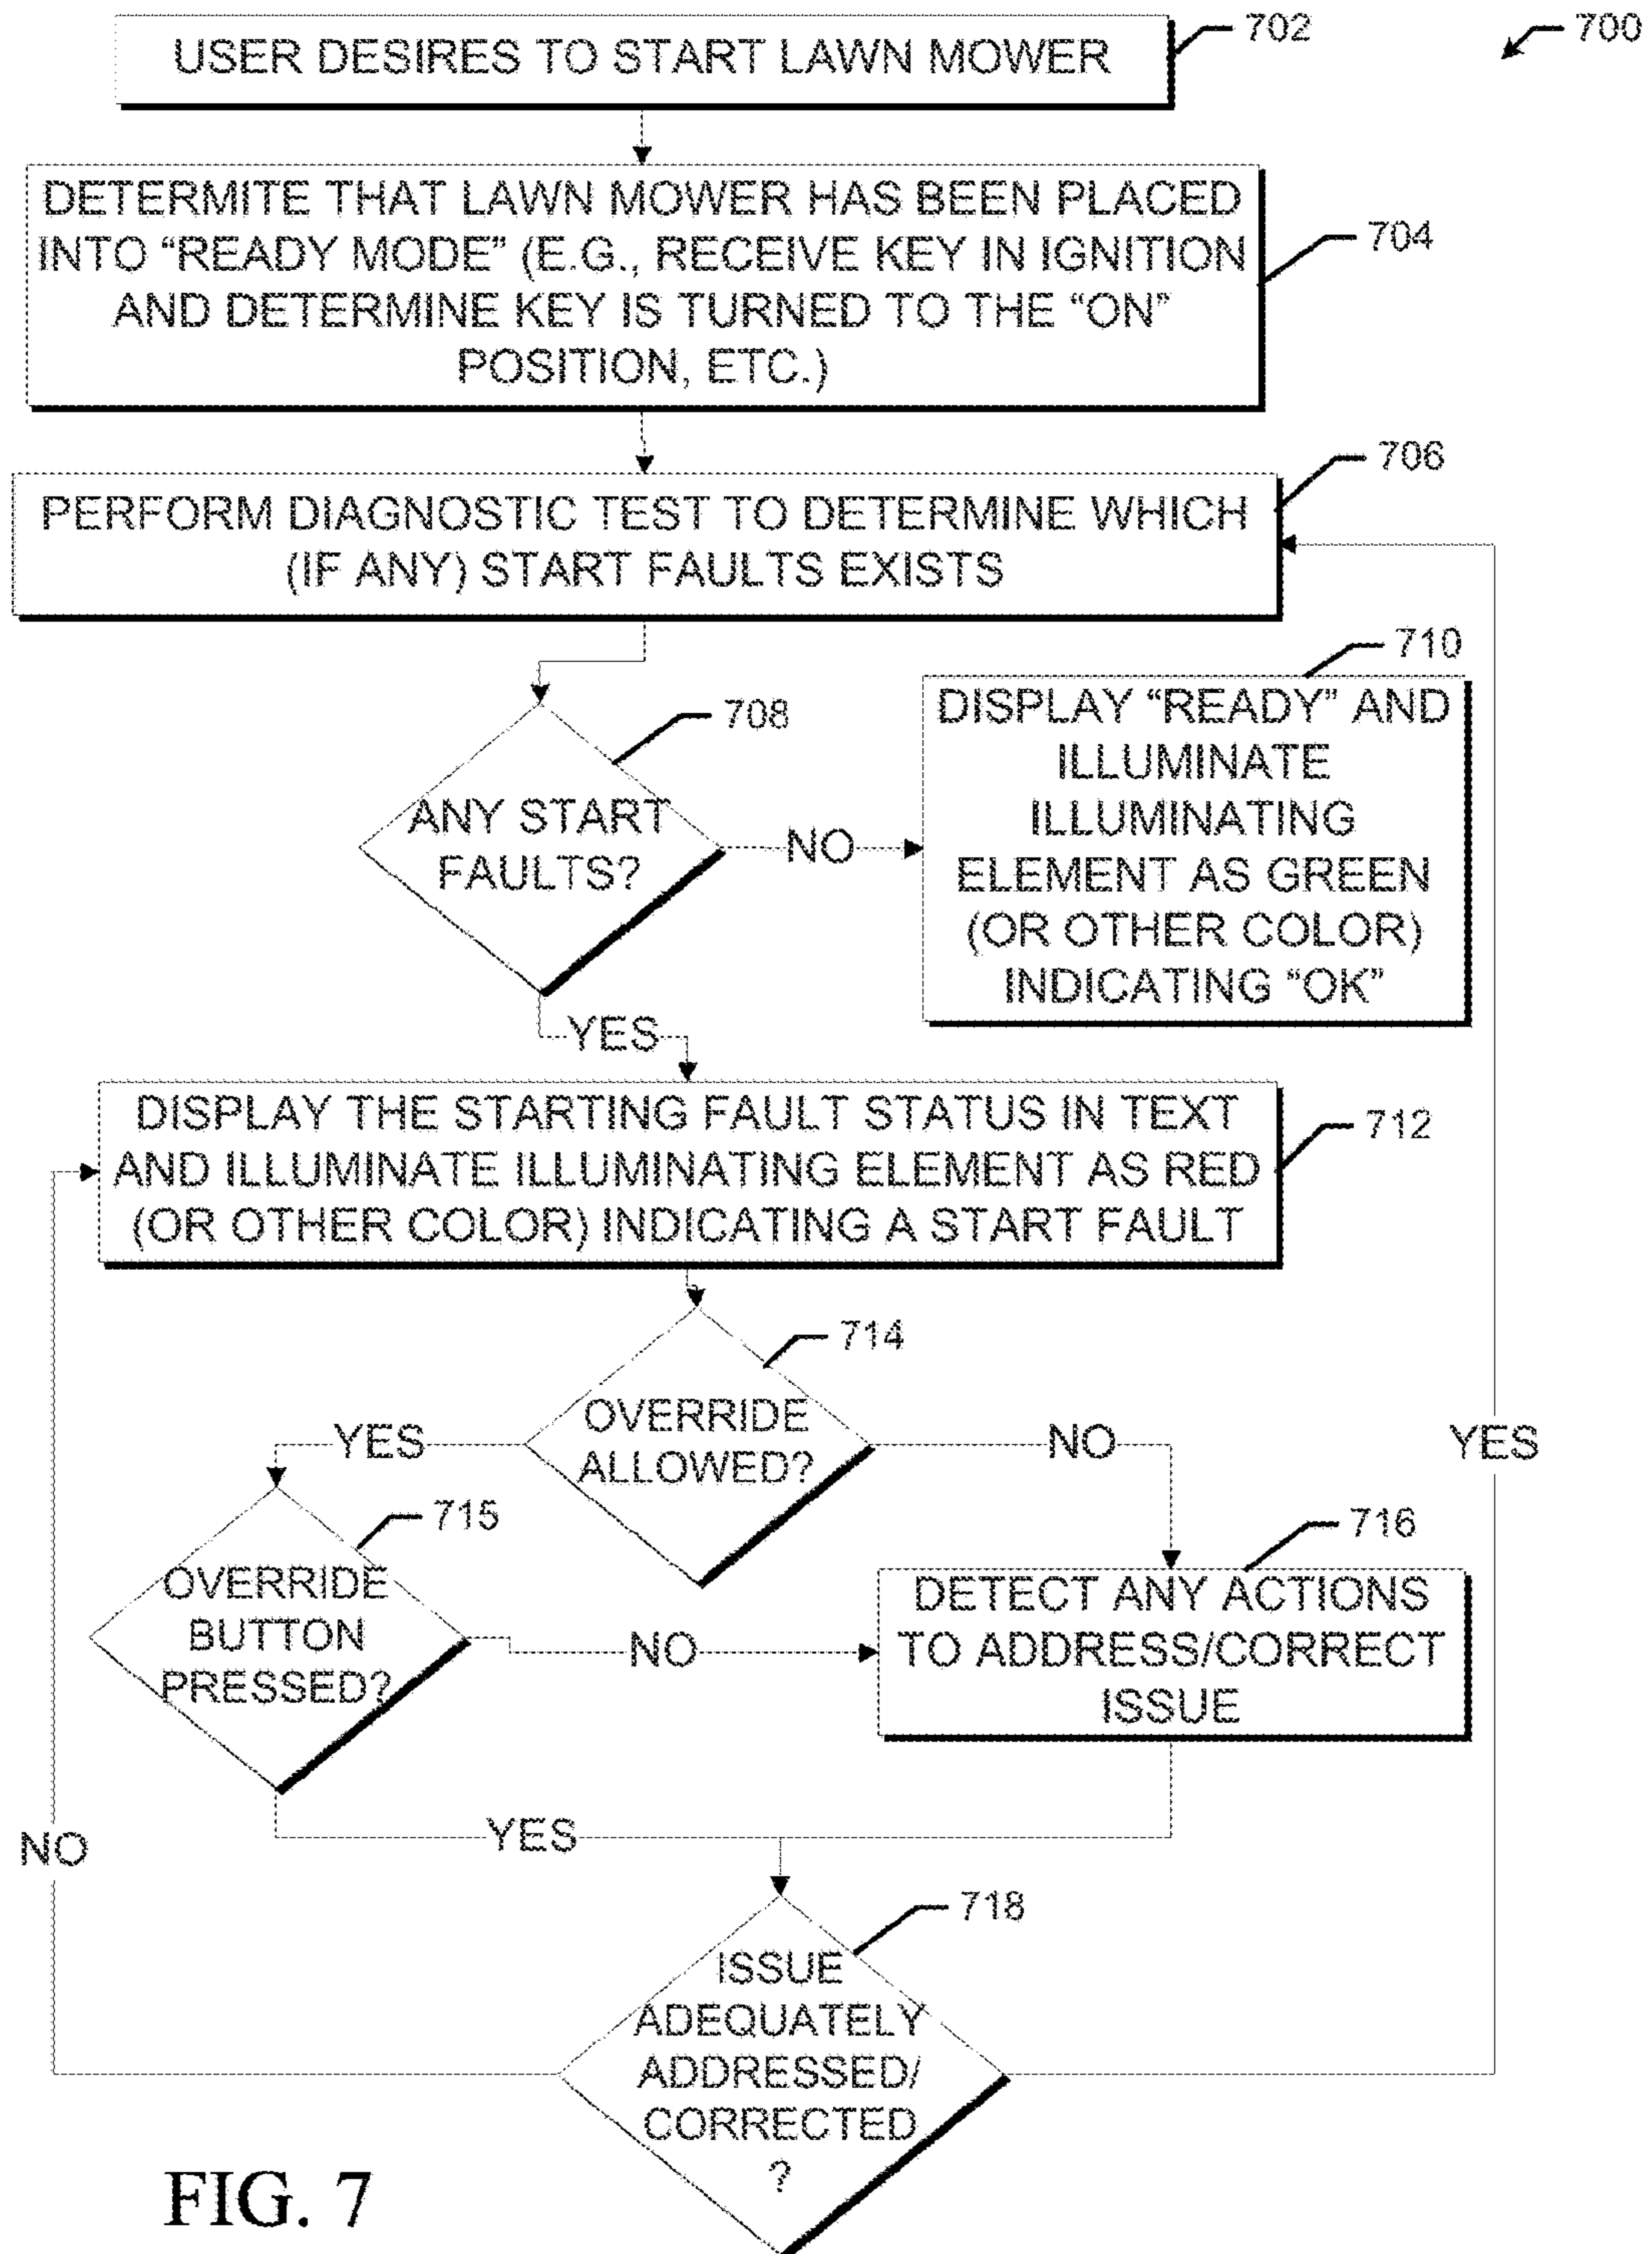 700
702
USER DESIRES TO START LAWN MOWER
704
DETERMITE THAT LAWN MOWER HAS BEEN PLACED
INTO “READY MODE” (E.G., RECEIVE KEY IN IGNITION
AND DETERMINE KEY IS TURNED TO THE “ON”
POSITION, ETC.)
706
PERFORM DIAGNOSTIC TEST TO DETERMINE WHICH
(IF ANY) START FAULTS EXISTS
708
ANY START
FAULTS?
NO
710
DISPLAY “READY” AND
ILLUMINATE
ILLUMINATING
ELEMENT AS GREEN
(OR OTHER COLOR)
INDICATING “OK”
YES
712
DISPLAY THE STARTING FAULT STATUS IN TEXT
AND ILLUMINATE ILLUMINATING ELEMENT AS RED
(OR OTHER COLOR) INDICATING A START FAULT
714
OVERRIDE
ALLOWED?
YES
NO
YES
715
OVERRIDE
BUTTON
PRESSED?
NO
716
DETECT ANY ACTIONS
TO ADDRESS/CORRECT
ISSUE
YES
NO
718
ISSUE
ADEQUATELY
ADDRESSED/
CORRECTED
?
FIG. 7